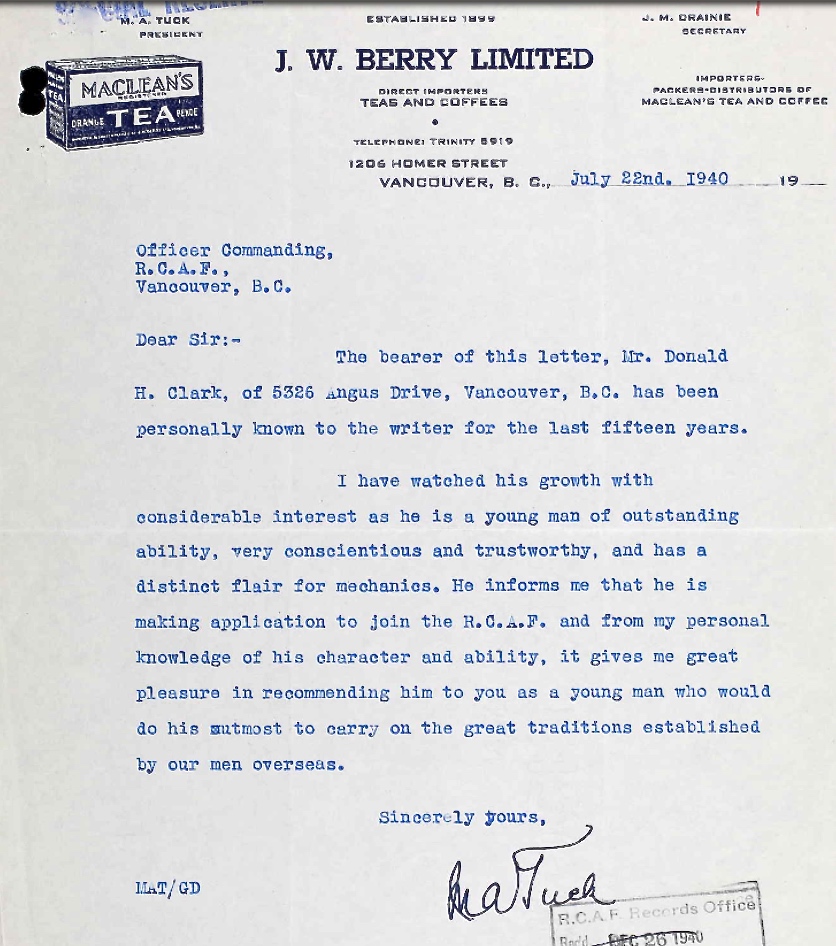 M. A. TUCK
PRESIDENT
ESTABLISHED 1899
J. M. DRAINIE
SECRETARY
J. W. BERRY LIMITED
DIRECT IMPORTERS
TEAS AND COFFEES
IMPORTERS-
PACKERS-DISTRIBUTORS OF
MACLEAN'S TEA AND COFFEE
MACLEAN'S
REGISTERED
ORANGE TEA PEKOE
TEA
TELEPHONE: TRINITY 5919
1206 HOMER STREET
VANCOUVER, B. C., July 22nd. 1940 19
Officer Commanding,
R.C.A.F.,
Vancouver, B.C.
Dear Sir:-
The bearer of this letter, Mr. Donald
H. Clark, of 5326 Angus Drive, Vancouver, B.C. has been
personally known to the writer for the last fifteen years.
I have watched his growth with
considerable interest as he is a young man of outstanding
ability, very conscientious and trustworthy, and has a
distinct flair for mechanics. He informs me that he is
making application to join the R.C.A.F. and from my personal
knowledge of his character and ability, it gives me great
pleasure in recommending him to you as a young man who would
do his utmost to carry on the great traditions established
by our men overseas.
Sincerely yours,
M A Tuck
MAT/GD
R.C.A.F. Records Office
Rec'd DEC 26 1940